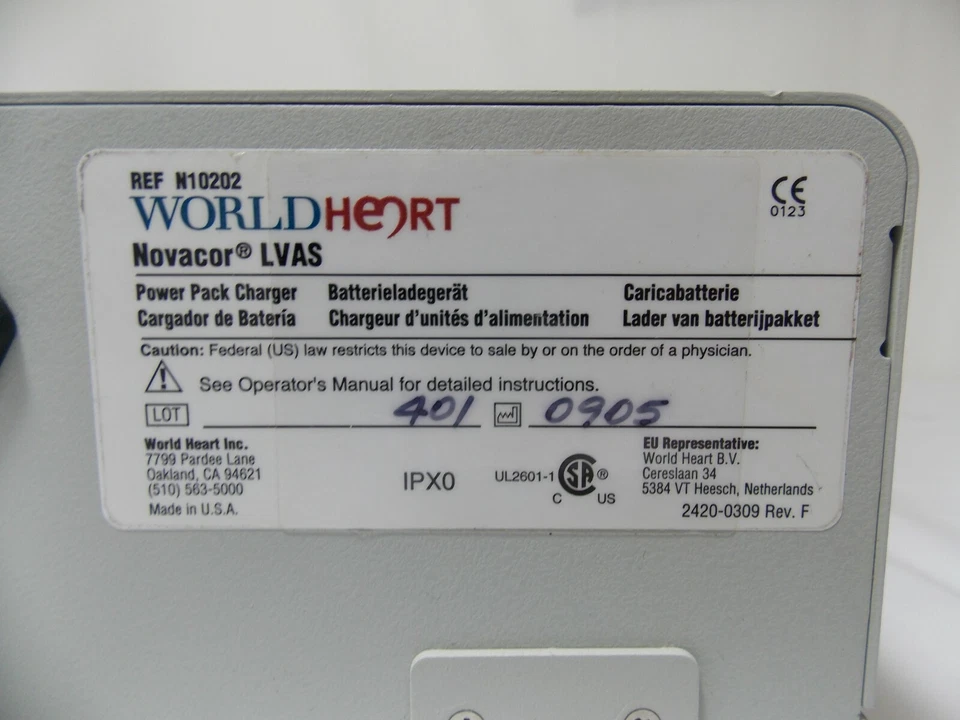 REF N10202
WORLDHEART
CE
0123
Novacor® LVAS
Power Pack Charger Batterieladegerät Caricabatterie
Cargador de Batería Chargeur d'unités d'alimentation Lader van batterijpakket
Caution: Federal (US) law restricts this device to sale by or on the order of a physician.
See Operator's Manual for detailed instructions.
LOT 401 0905
World Heart Inc.
7799 Pardee Lane
Oakland, CA 94621
(510) 563-5000
Made in U.S.A.
IPX0
UL2601-1 SA ®
C US
EU Representative:
World Heart B.V.
Cereslaan 34
5384 VT Heesch, Netherlands
2420-0309 Rev. F